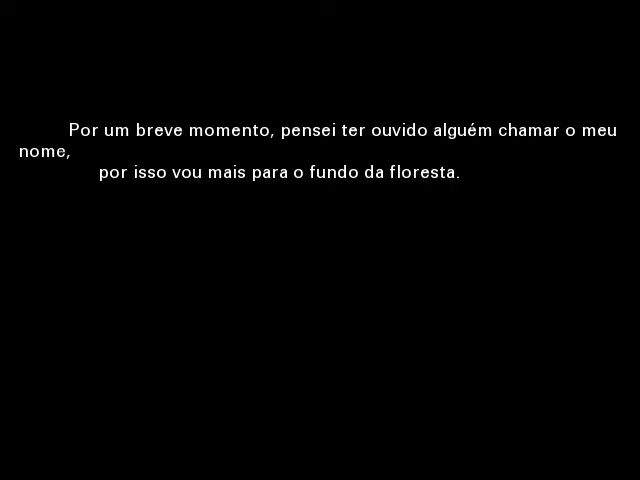 Por um breve momento, pensei ter ouvido alguém chamar o meu
nome,
por isso vou mais para o fundo da floresta.